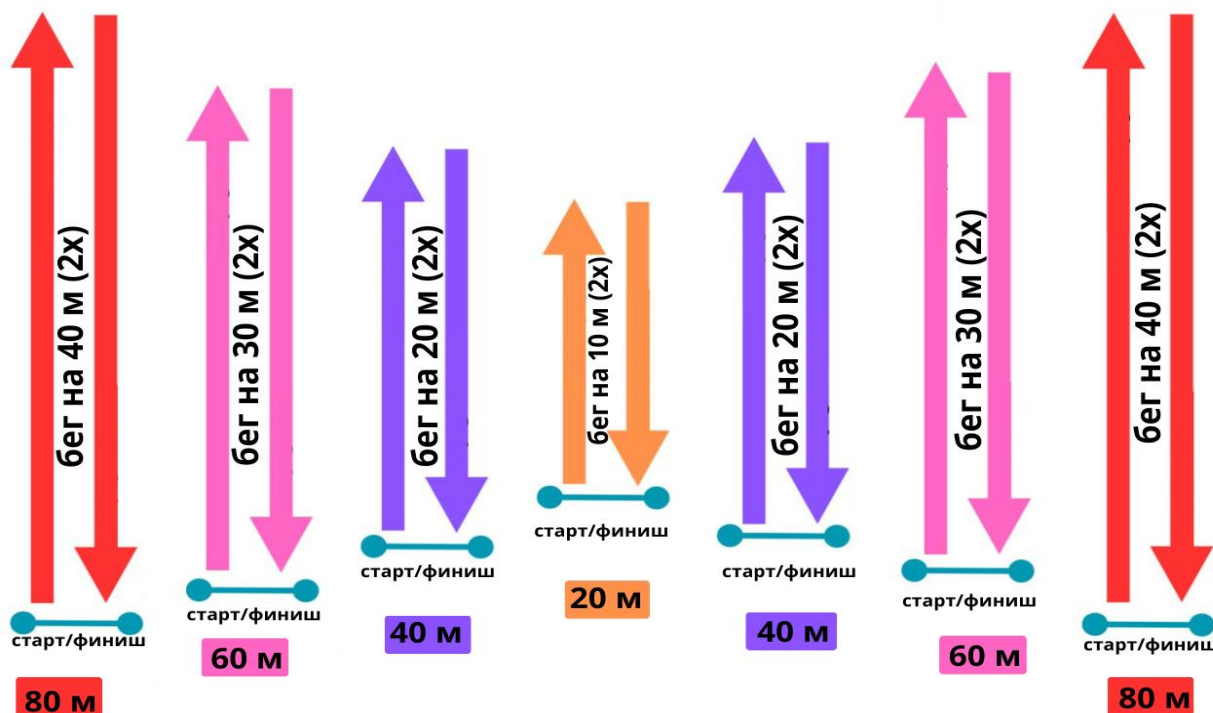 бег на 40 м (2х)
старт/финиш
80 м
бег на 30 м (2х)
старт/финиш
60 м
бег на 20 м (2х)
старт/финиш
40 м
бег на 10 м (2х)
старт/финиш
20 м
бег на 20 м (2х)
старт/финиш
40 м
бег на 30 м (2х)
старт/финиш
60 м
бег на 40 м (2х)
старт/финиш
80 м